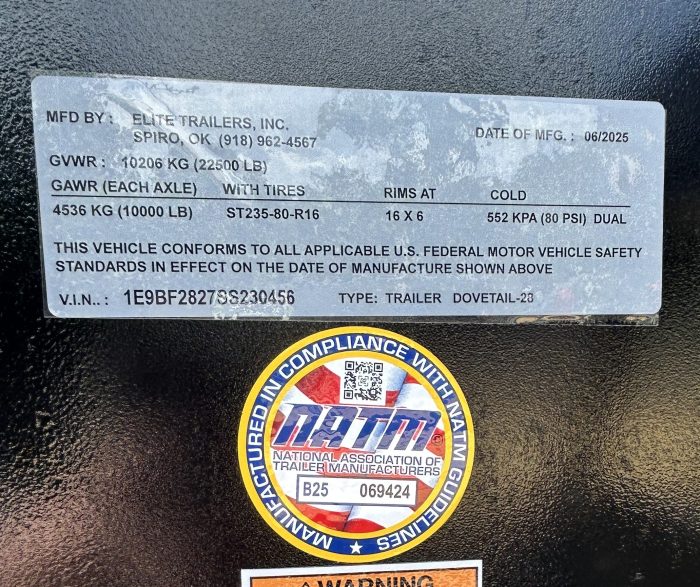 MFD BY : ELITE TRAILERS, INC.
SPIRO, OK (918) 962-4567
DATE OF MFG. : 06/2025
GVWR : 10206 KG (22500 LB)
GAWR (EACH AXLE) WITH TIRES RIMS AT COLD
4536 KG (10000 LB) ST235-80-R16 16 X 6 552 KPA (80 PSI) DUAL
THIS VEHICLE CONFORMS TO ALL APPLICABLE U.S. FEDERAL MOTOR VEHICLE SAFETY
STANDARDS IN EFFECT ON THE DATE OF MANUFACTURE SHOWN ABOVE
V.I.N.. : 1E9BF2827SS230456 TYPE: TRAILER DOVETAIL-28
MANUFACTURED IN COMPLIANCE WITH NATM GUIDELINES
NATM
NATIONAL ASSOCIATION OF
TRAILER MANUFACTURERS
B25 069424
WARNING